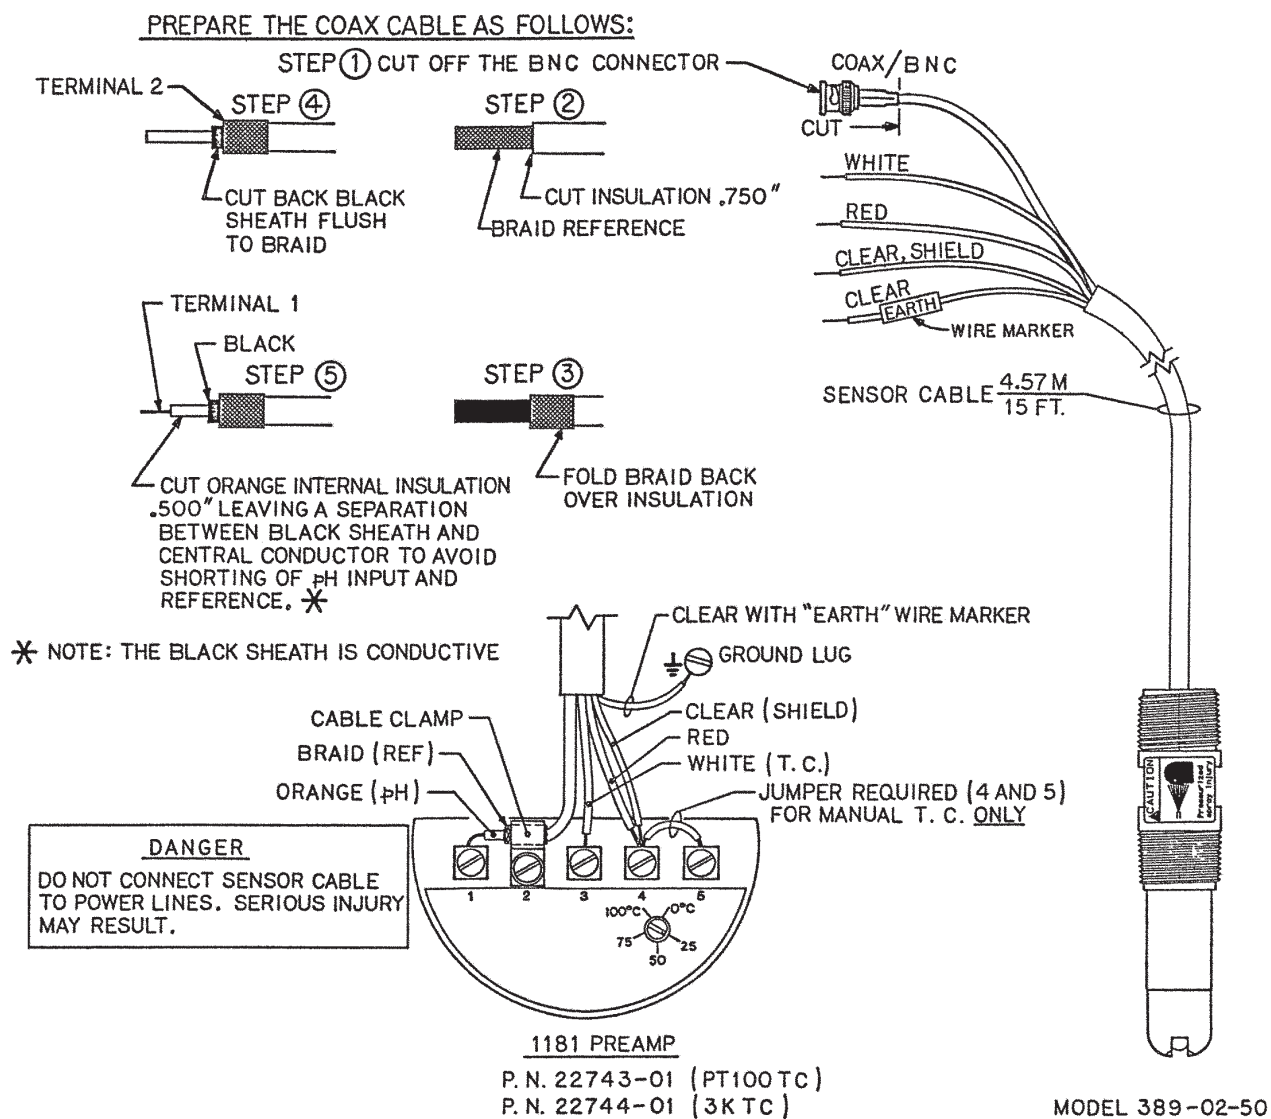 PREPARE THE COAX CABLE AS FOLLOWS:
STEP 1 CUT OFF THE BNC CONNECTOR
COAX/BNC
CUT
TERMINAL 2
STEP 4
CUT BACK BLACK
SHEATH FLUSH
TO BRAID
STEP 2
CUT INSULATION .750"
BRAID REFERENCE
WHITE
RED
CLEAR, SHIELD
CLEAR
EARTH
WIRE MARKER
SENSOR CABLE 4.57 M
15 FT.
TERMINAL 1
BLACK
STEP 5
CUT ORANGE INTERNAL INSULATION
.500" LEAVING A SEPARATION
BETWEEN BLACK SHEATH AND
CENTRAL CONDUCTOR TO AVOID
SHORTING OF pH INPUT AND
REFERENCE. *
STEP 3
FOLD BRAID BACK
OVER INSULATION
* NOTE: THE BLACK SHEATH IS CONDUCTIVE
CLEAR WITH "EARTH" WIRE MARKER
GROUND LUG
CABLE CLAMP
BRAID (REF)
ORANGE (pH)
CLEAR (SHIELD)
RED
WHITE (T.C.)
JUMPER REQUIRED (4 AND 5)
FOR MANUAL T. C. ONLY
DANGER
DO NOT CONNECT SENSOR CABLE
TO POWER LINES. SERIOUS INJURY
MAY RESULT.
1 2 3 4 5
100°C 0°C
75 25
50
CAUTION
Pressurized
spray injury
1181 PREAMP
P.N. 22743-01 (PT100 TC)
P.N. 22744-01 (3K TC)
MODEL 389-02-50